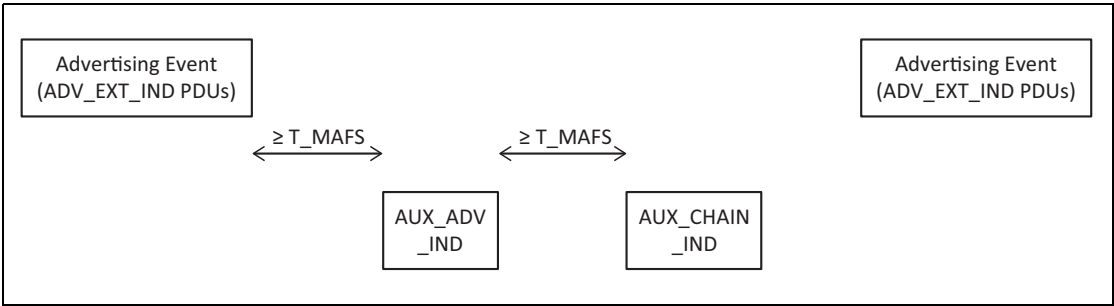 Advertising Event
(ADV_EXT_IND PDUs)
Advertising Event
(ADV_EXT_IND PDUs)
≥ T_MAFS
≥ T_MAFS
AUX_ADV
_IND
AUX_CHAIN
_IND